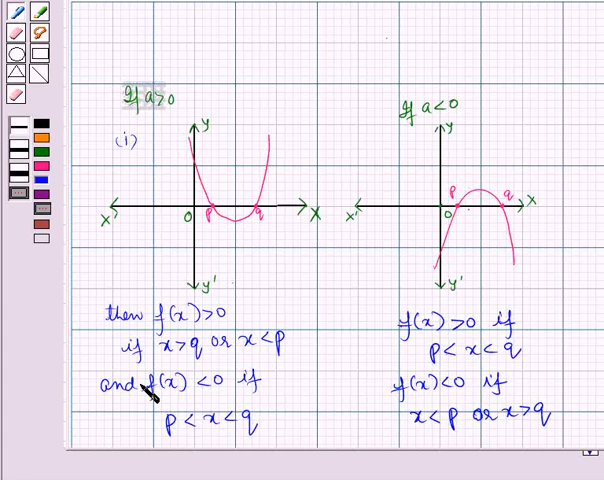 If a>0
(i)
Y
X'
O
p
q
X
Y'
then f(x)>0
if x>q or x<p
and f(x) <0 if
p < x < q
If a<0
Y
X'
O
p
q
X
Y'
f(x) >0 if
p < x < q
f(x)<0 if
x<p or x>q